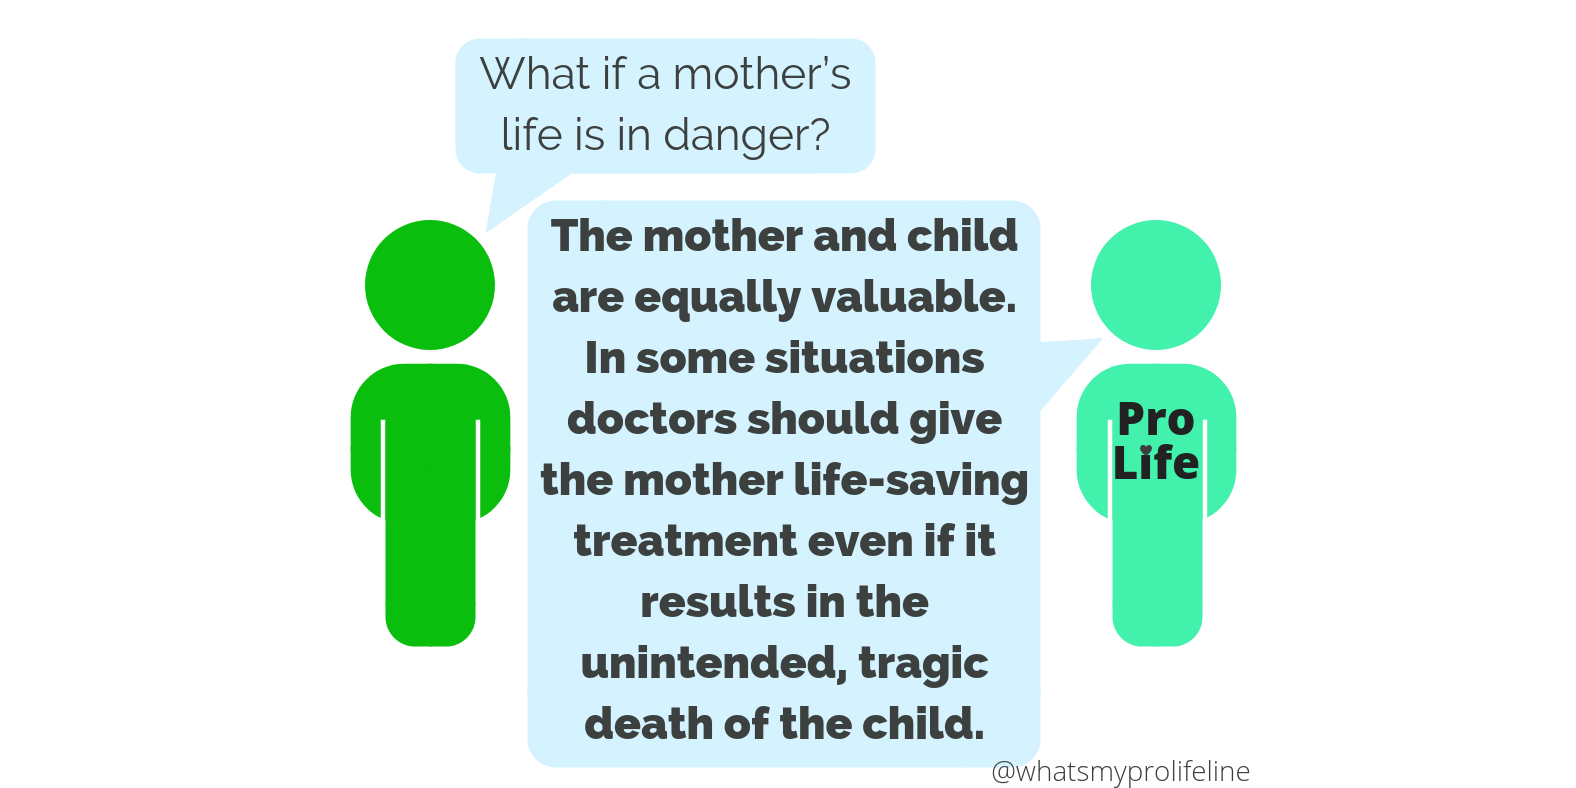 What if a mother’s
life is in danger?
The mother and child
are equally valuable.
In some situations
doctors should give
the mother life-saving
treatment even if it
results in the
unintended, tragic
death of the child.
Pro
Life
@whatsmyprolifeline